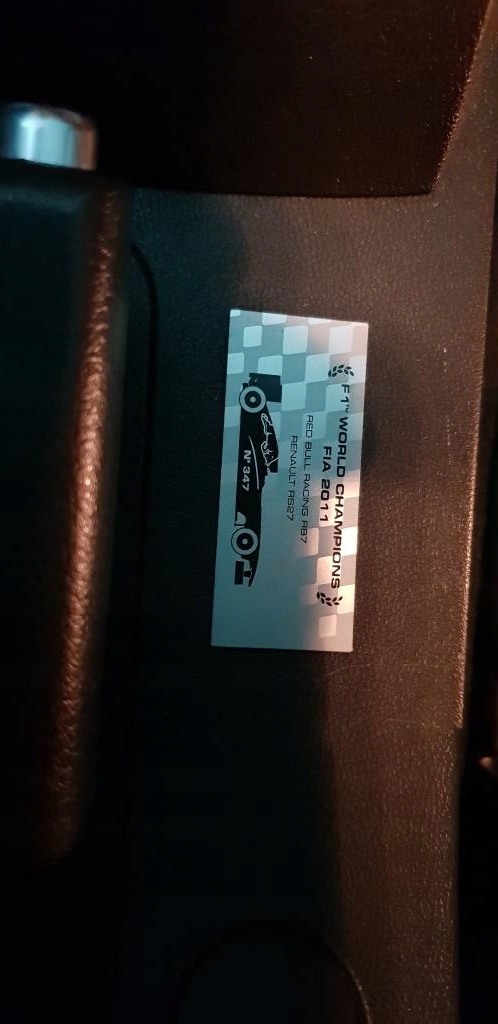 F1™ WORLD CHAMPIONS
FIA 2011
RED BULL RACING RB7
RENAULT RS27
N° 347